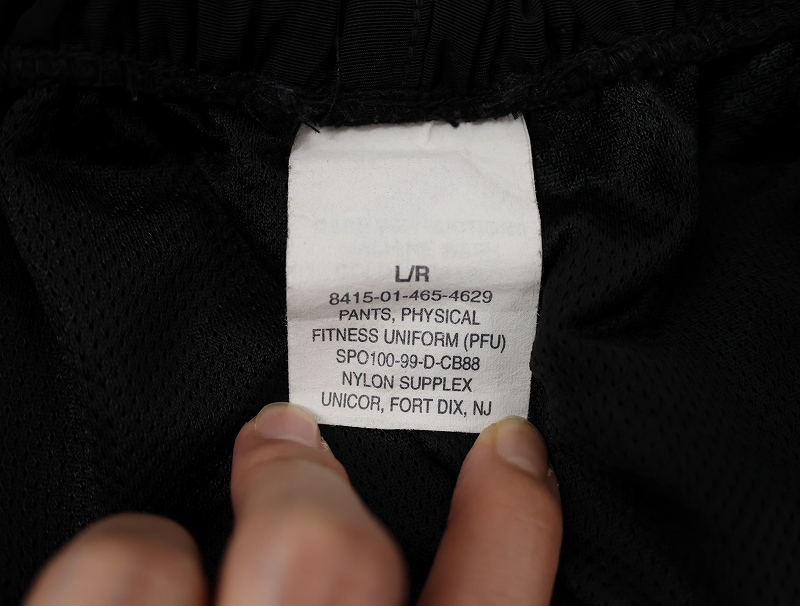 L/R
8415-01-465-4629
PANTS, PHYSICAL
FITNESS UNIFORM (PFU)
SPO100-99-D-CB88
NYLON SUPPLEX
UNICOR, FORT DIX, NJ